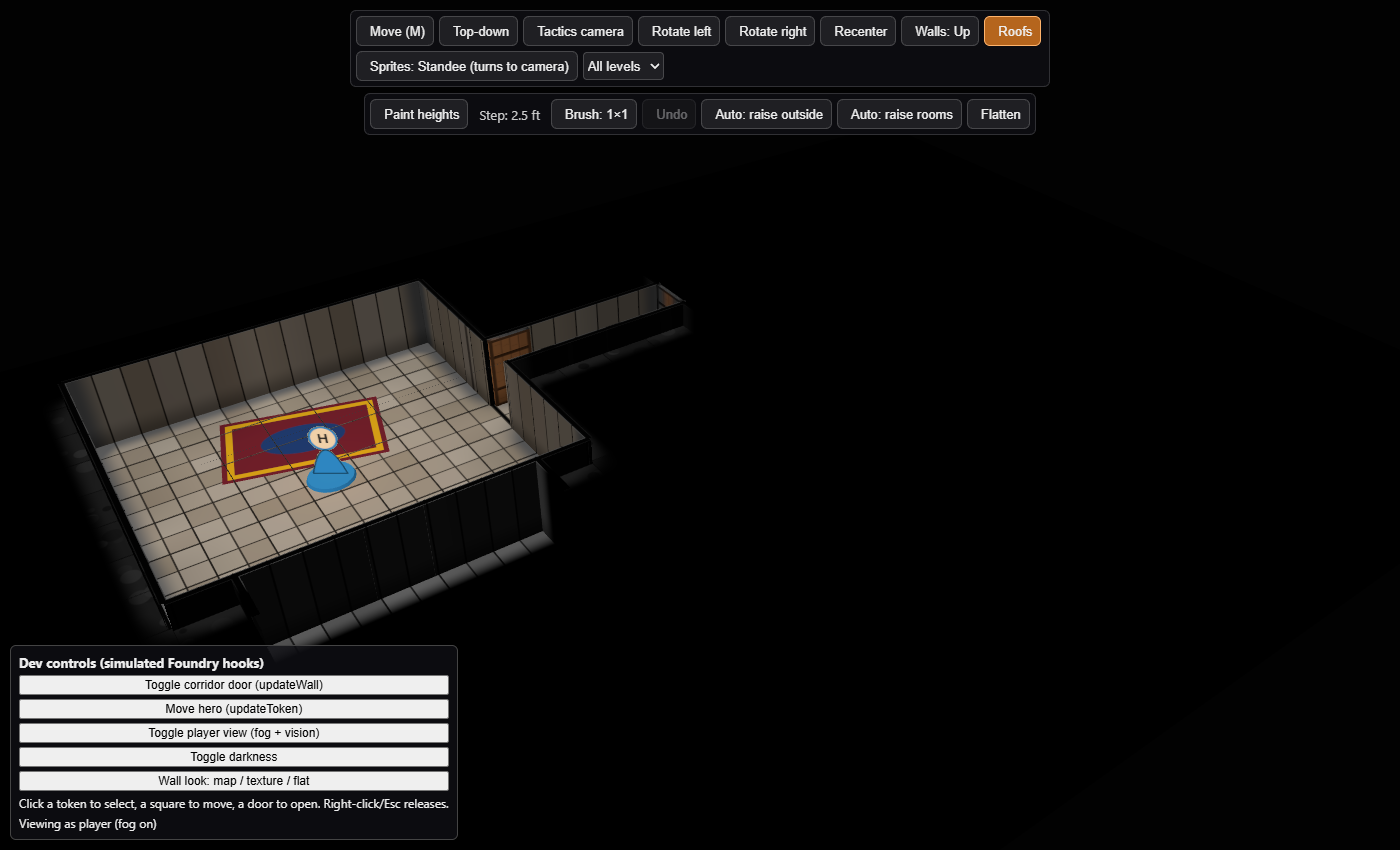 Move (M) Top-down Tactics camera Rotate left Rotate right Recenter Walls: Up Roofs
Sprites: Standee (turns to camera) All levels
Paint heights Step: 2.5 ft Brush: 1×1 Undo Auto: raise outside Auto: raise rooms Flatten
H
Dev controls (simulated Foundry hooks)
Toggle corridor door (updateWall)
Move hero (updateToken)
Toggle player view (fog + vision)
Toggle darkness
Wall look: map / texture / flat
Click a token to select, a square to move, a door to open. Right-click/Esc releases.
Viewing as player (fog on)